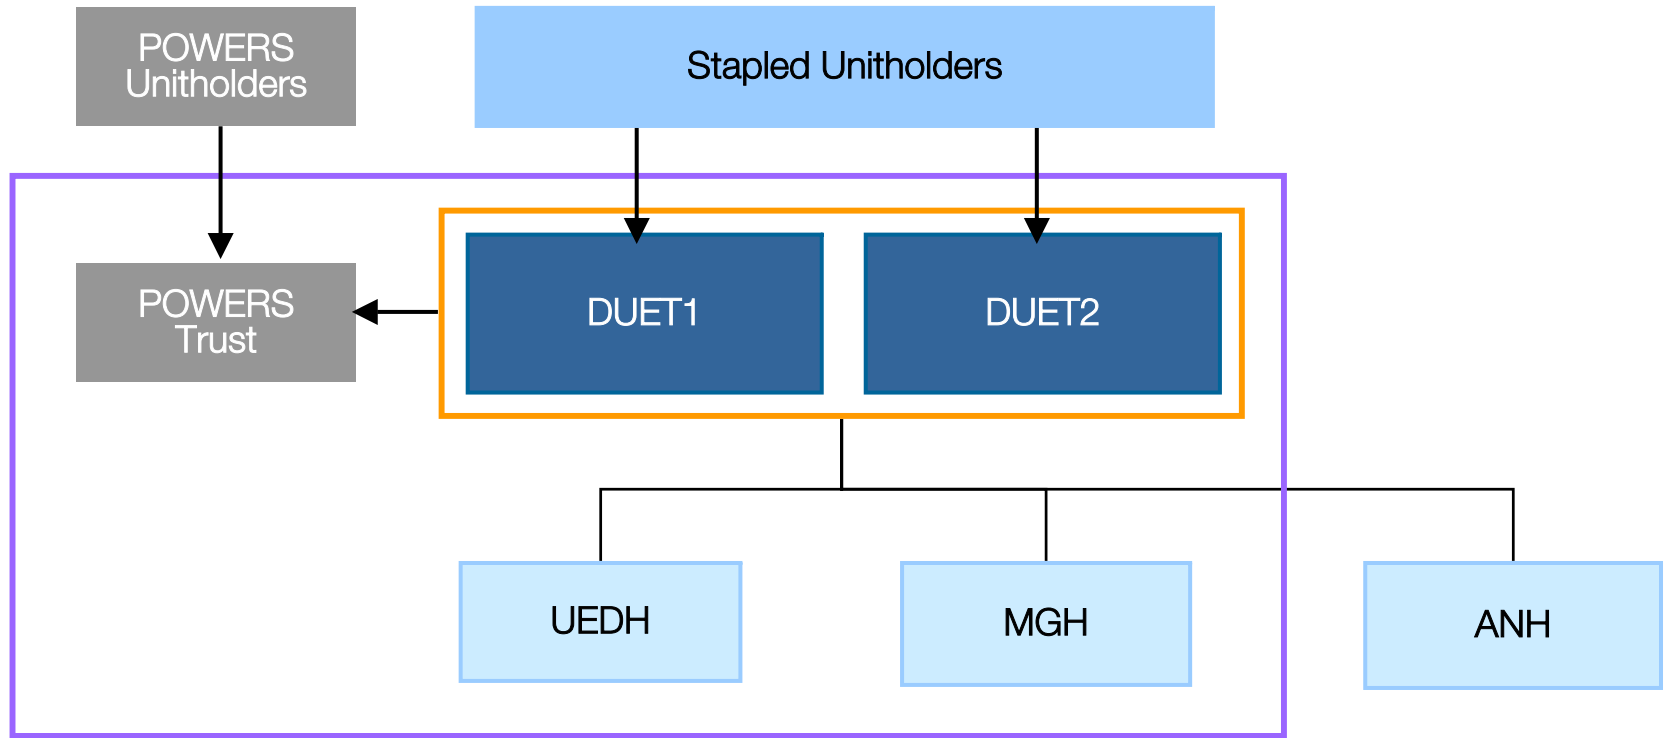 POWERS
Unitholders
Stapled Unitholders
POWERS
Trust
DUET1
DUET2
UEDH
MGH
ANH